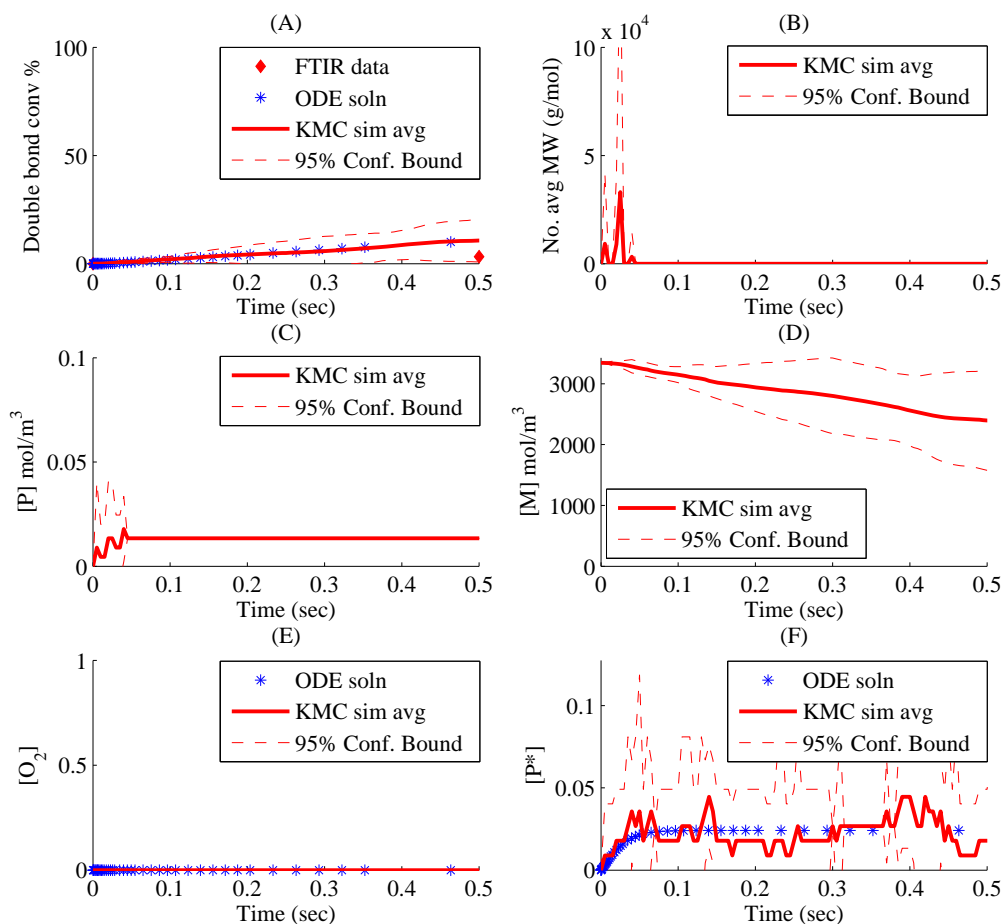 (A)
Double bond conv %
100
50
0
FTIR data
ODE soln
KMC sim avg
95% Conf. Bound
0 0.1 0.2 0.3 0.4 0.5
Time (sec)
(B)
x 10^4
No. avg MW (g/mol)
10
5
0
KMC sim avg
95% Conf. Bound
0 0.1 0.2 0.3 0.4 0.5
Time (sec)
(C)
[P] mol/m^3
0.1
0.05
0
KMC sim avg
95% Conf. Bound
0 0.1 0.2 0.3 0.4 0.5
Time (sec)
(D)
[M] mol/m^3
3000
2000
1000
0
KMC sim avg
95% Conf. Bound
0 0.1 0.2 0.3 0.4 0.5
Time (sec)
(E)
[O_2]
1
0.5
0
ODE soln
KMC sim avg
95% Conf. Bound
0 0.1 0.2 0.3 0.4 0.5
Time (sec)
(F)
[P*]
0.1
0.05
0
ODE soln
KMC sim avg
95% Conf. Bound
0 0.1 0.2 0.3 0.4 0.5
Time (sec)